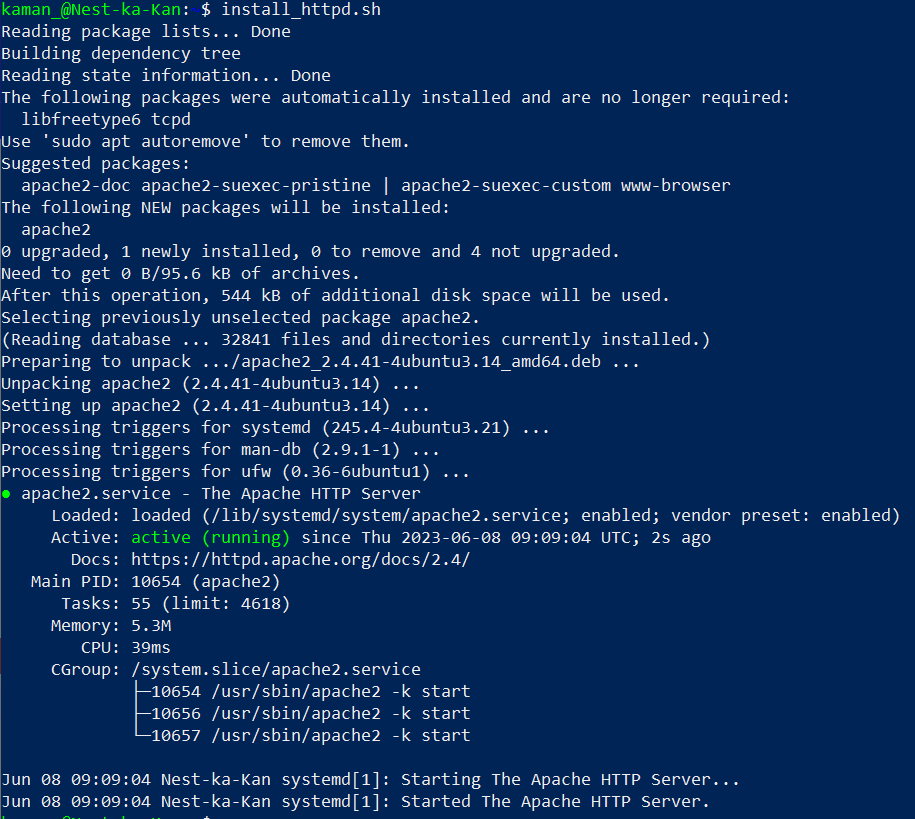 kaman_@Nest-ka-Kan:~$ install_httpd.sh
Reading package lists... Done
Building dependency tree
Reading state information... Done
The following packages were automatically installed and are no longer required:
  libfreetype6 tcpd
Use 'sudo apt autoremove' to remove them.
Suggested packages:
  apache2-doc apache2-suexec-pristine | apache2-suexec-custom www-browser
The following NEW packages will be installed:
  apache2
0 upgraded, 1 newly installed, 0 to remove and 4 not upgraded.
Need to get 0 B/95.6 kB of archives.
After this operation, 544 kB of additional disk space will be used.
Selecting previously unselected package apache2.
(Reading database ... 32841 files and directories currently installed.)
Preparing to unpack .../apache2_2.4.41-4ubuntu3.14_amd64.deb ...
Unpacking apache2 (2.4.41-4ubuntu3.14) ...
Setting up apache2 (2.4.41-4ubuntu3.14) ...
Processing triggers for systemd (245.4-4ubuntu3.21) ...
Processing triggers for man-db (2.9.1-1) ...
Processing triggers for ufw (0.36-6ubuntu1) ...
● apache2.service - The Apache HTTP Server
     Loaded: loaded (/lib/systemd/system/apache2.service; enabled; vendor preset: enabled)
     Active: active (running) since Thu 2023-06-08 09:09:04 UTC; 2s ago
       Docs: https://httpd.apache.org/docs/2.4/
   Main PID: 10654 (apache2)
      Tasks: 55 (limit: 4618)
     Memory: 5.3M
        CPU: 39ms
     CGroup: /system.slice/apache2.service
             ├─10654 /usr/sbin/apache2 -k start
             ├─10656 /usr/sbin/apache2 -k start
             └─10657 /usr/sbin/apache2 -k start
Jun 08 09:09:04 Nest-ka-Kan systemd[1]: Starting The Apache HTTP Server...
Jun 08 09:09:04 Nest-ka-Kan systemd[1]: Started The Apache HTTP Server.